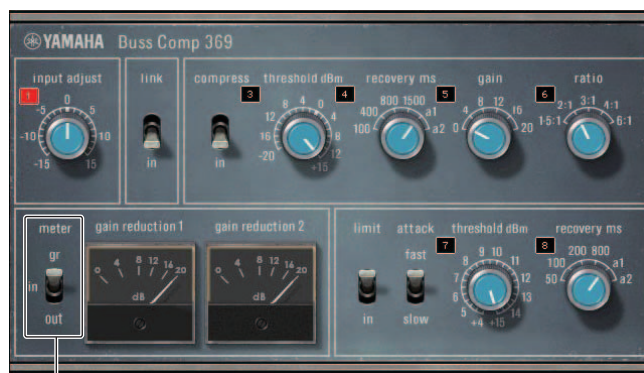 YAMAHA Buss Comp 369
input adjust
1
0
-5 5
-10 10
-15 15
link
in
compress
in
3
threshold dBm
4
8 4 0 4
12 8
16 12
-20 +15
recovery ms
5
800 1500
400 a1
100 a2
gain
6
8 12
4 16
0 20
ratio
3:1
2:1 4:1
1·5:1 6:1
meter
gr
in
out
gain reduction 1
0 4 8 12 16 20
dB
gain reduction 2
0 4 8 12 16 20
dB
limit
in
attack
fast
slow
7
threshold dBm
8
9 10
8 11
7 12
6 13
5 14
+4 +15
recovery ms
200 800
100 a1
50 a2